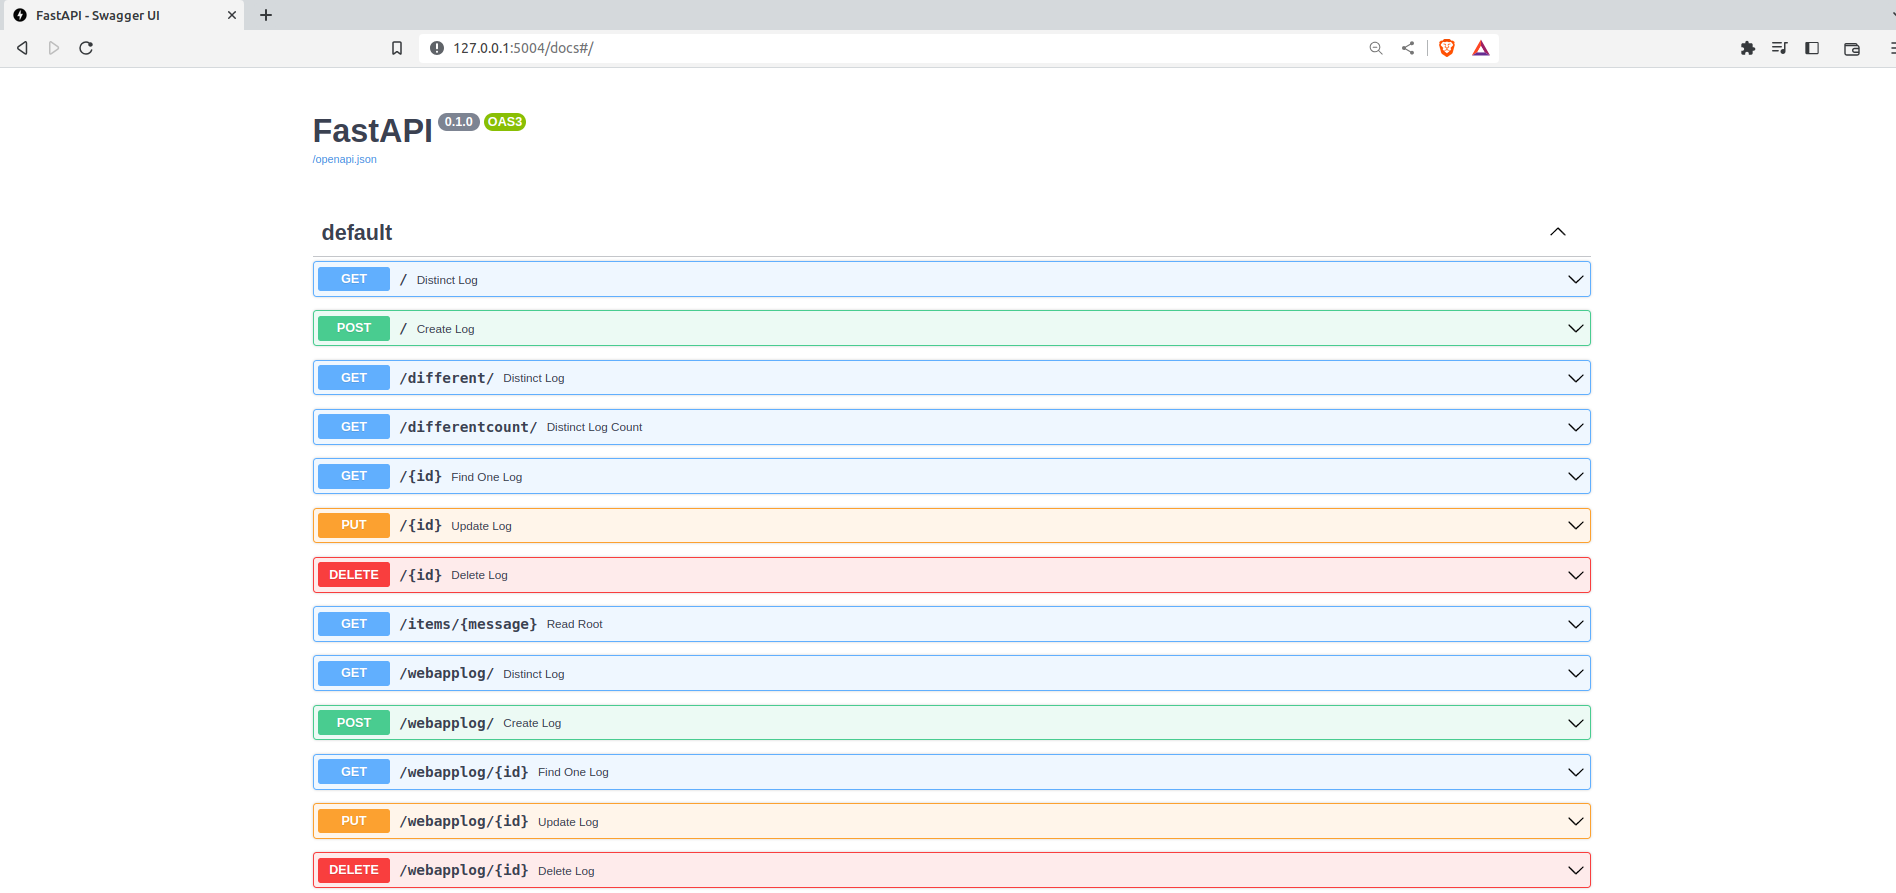 FastAPI - Swagger UI
127.0.0.1:5004/docs#/
FastAPI 0.1.0 OAS3
/openapi.json
default
GET / Distinct Log
POST / Create Log
GET /different/ Distinct Log
GET /differentcount/ Distinct Log Count
GET /{id} Find One Log
PUT /{id} Update Log
DELETE /{id} Delete Log
GET /items/{message} Read Root
GET /webapplog/ Distinct Log
POST /webapplog/ Create Log
GET /webapplog/{id} Find One Log
PUT /webapplog/{id} Update Log
DELETE /webapplog/{id} Delete Log